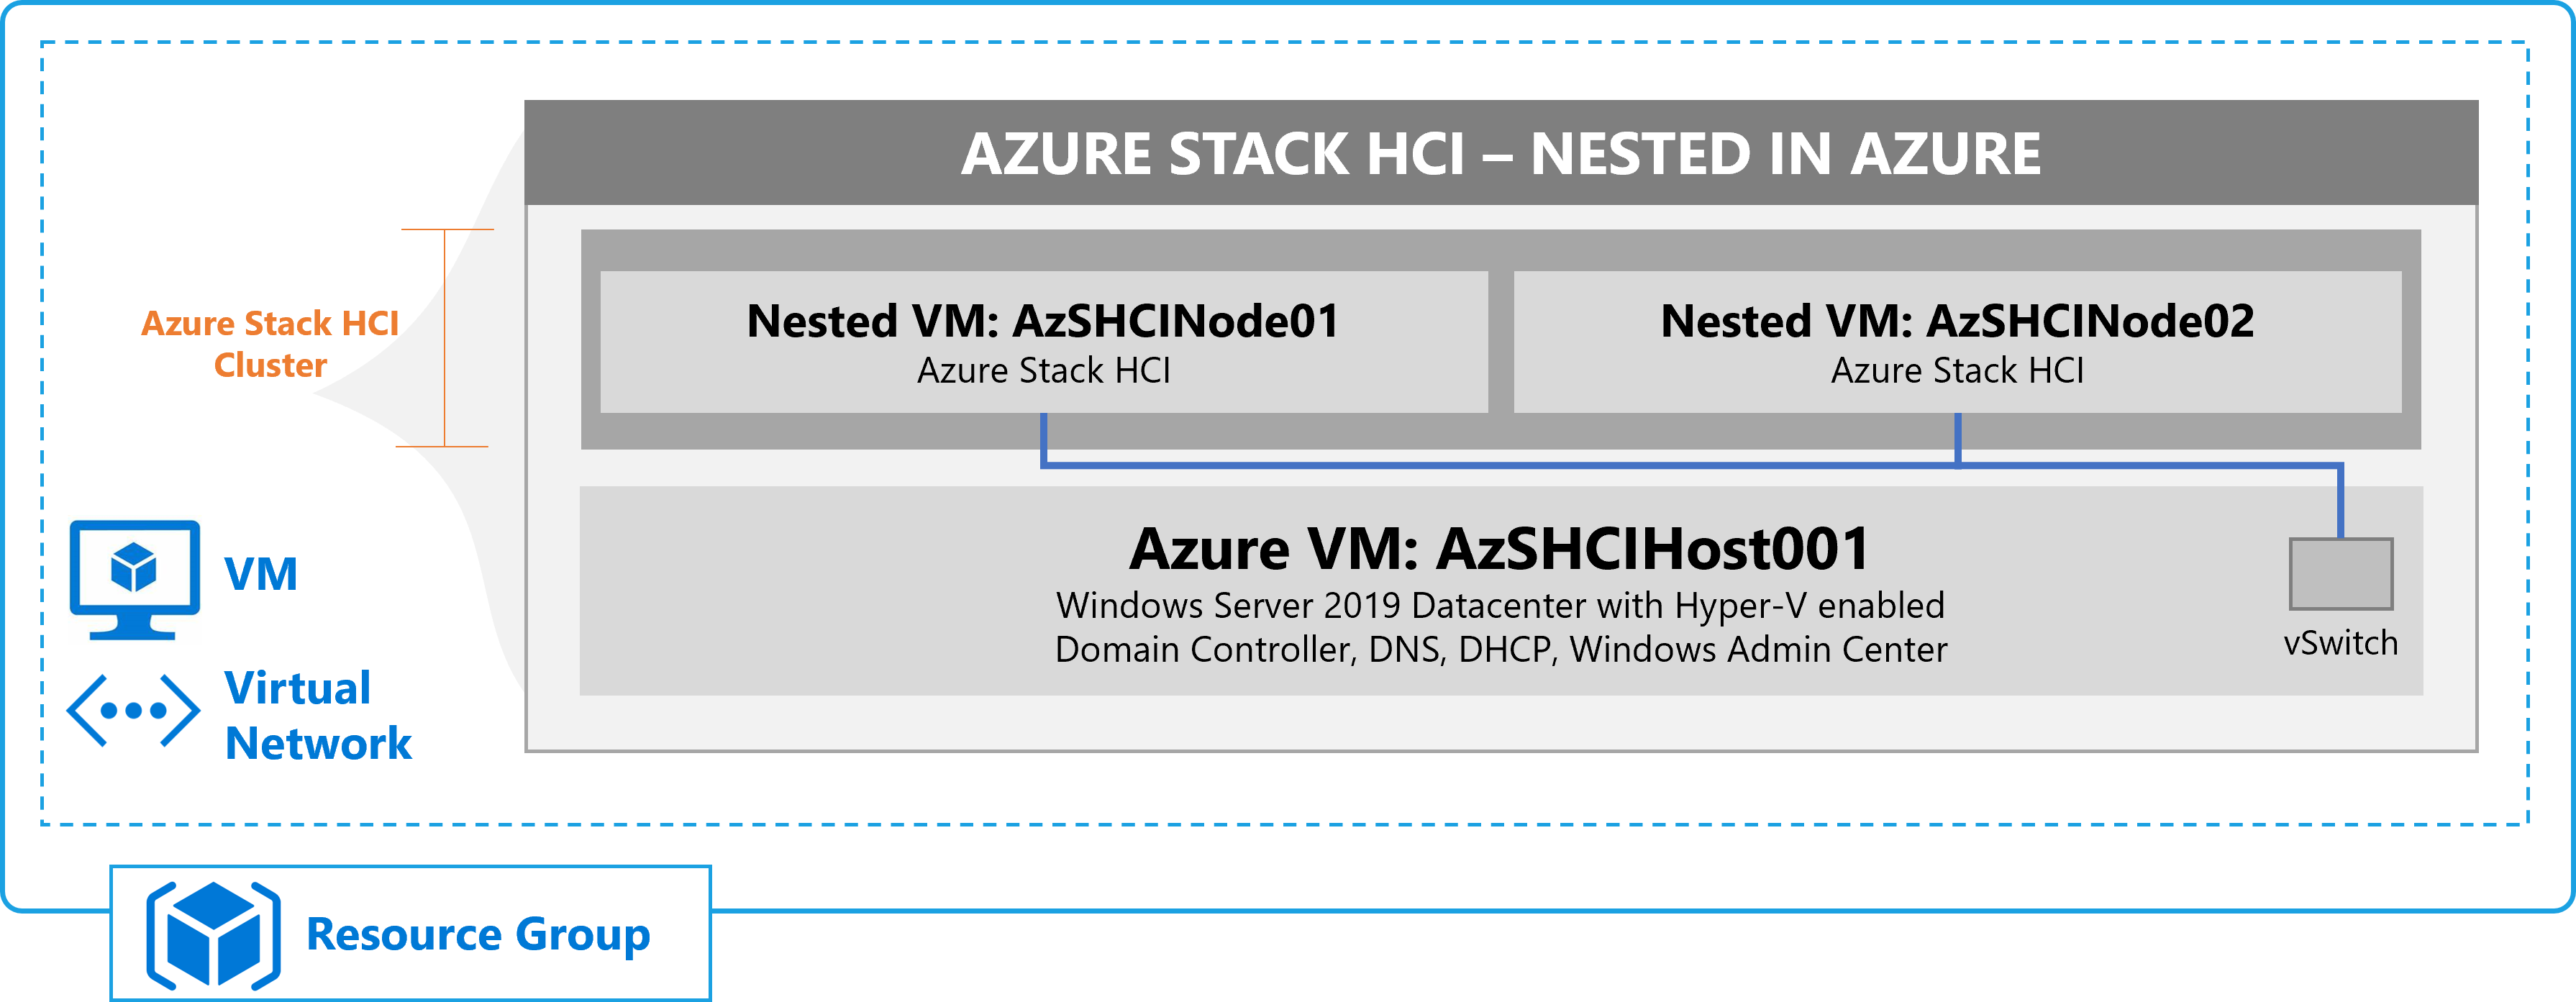 AZURE STACK HCI – NESTED IN AZURE
Azure Stack HCI
Cluster
Nested VM: AzSHCINode01
Azure Stack HCI
Nested VM: AzSHCINode02
Azure Stack HCI
Azure VM: AzSHCIHost001
Windows Server 2019 Datacenter with Hyper-V enabled
Domain Controller, DNS, DHCP, Windows Admin Center
vSwitch
VM
Virtual
Network
Resource Group